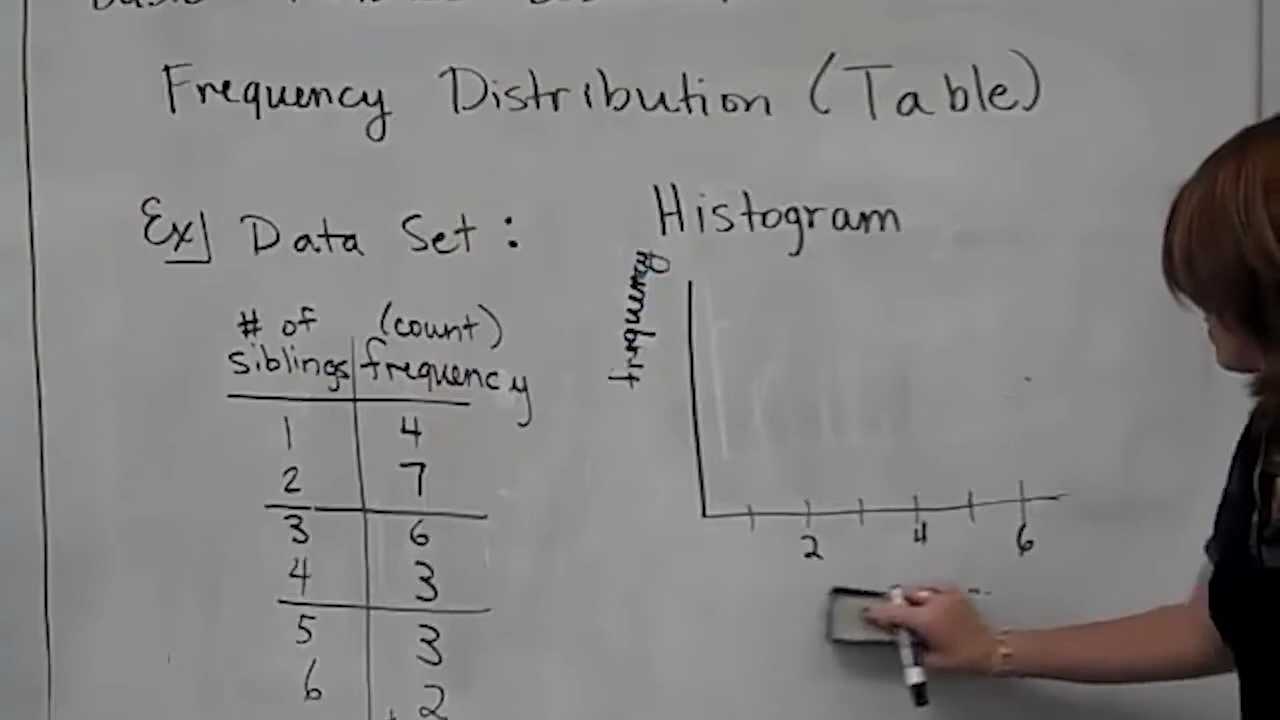 Frequency Distribution (Table)
Ex] Data Set :
# of siblings (count) frequency
1 4
2 7
3 6
4 3
5 3
6 2
Histogram
frequency
2 4 6